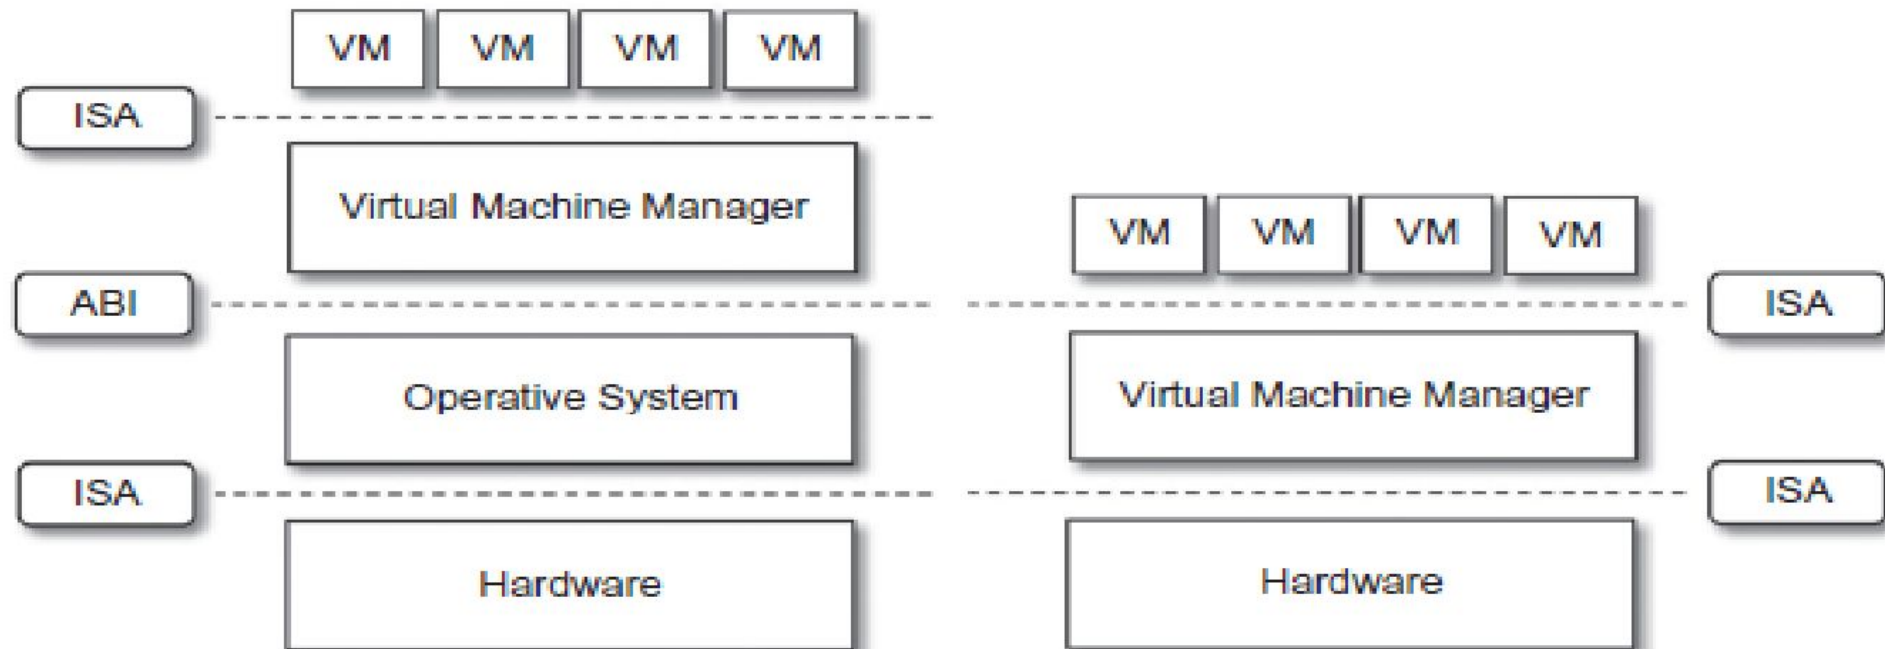 VM VM VM VM
ISA
Virtual Machine Manager
VM VM VM VM
ABI
ISA
Operative System
Virtual Machine Manager
ISA
ISA
Hardware
Hardware